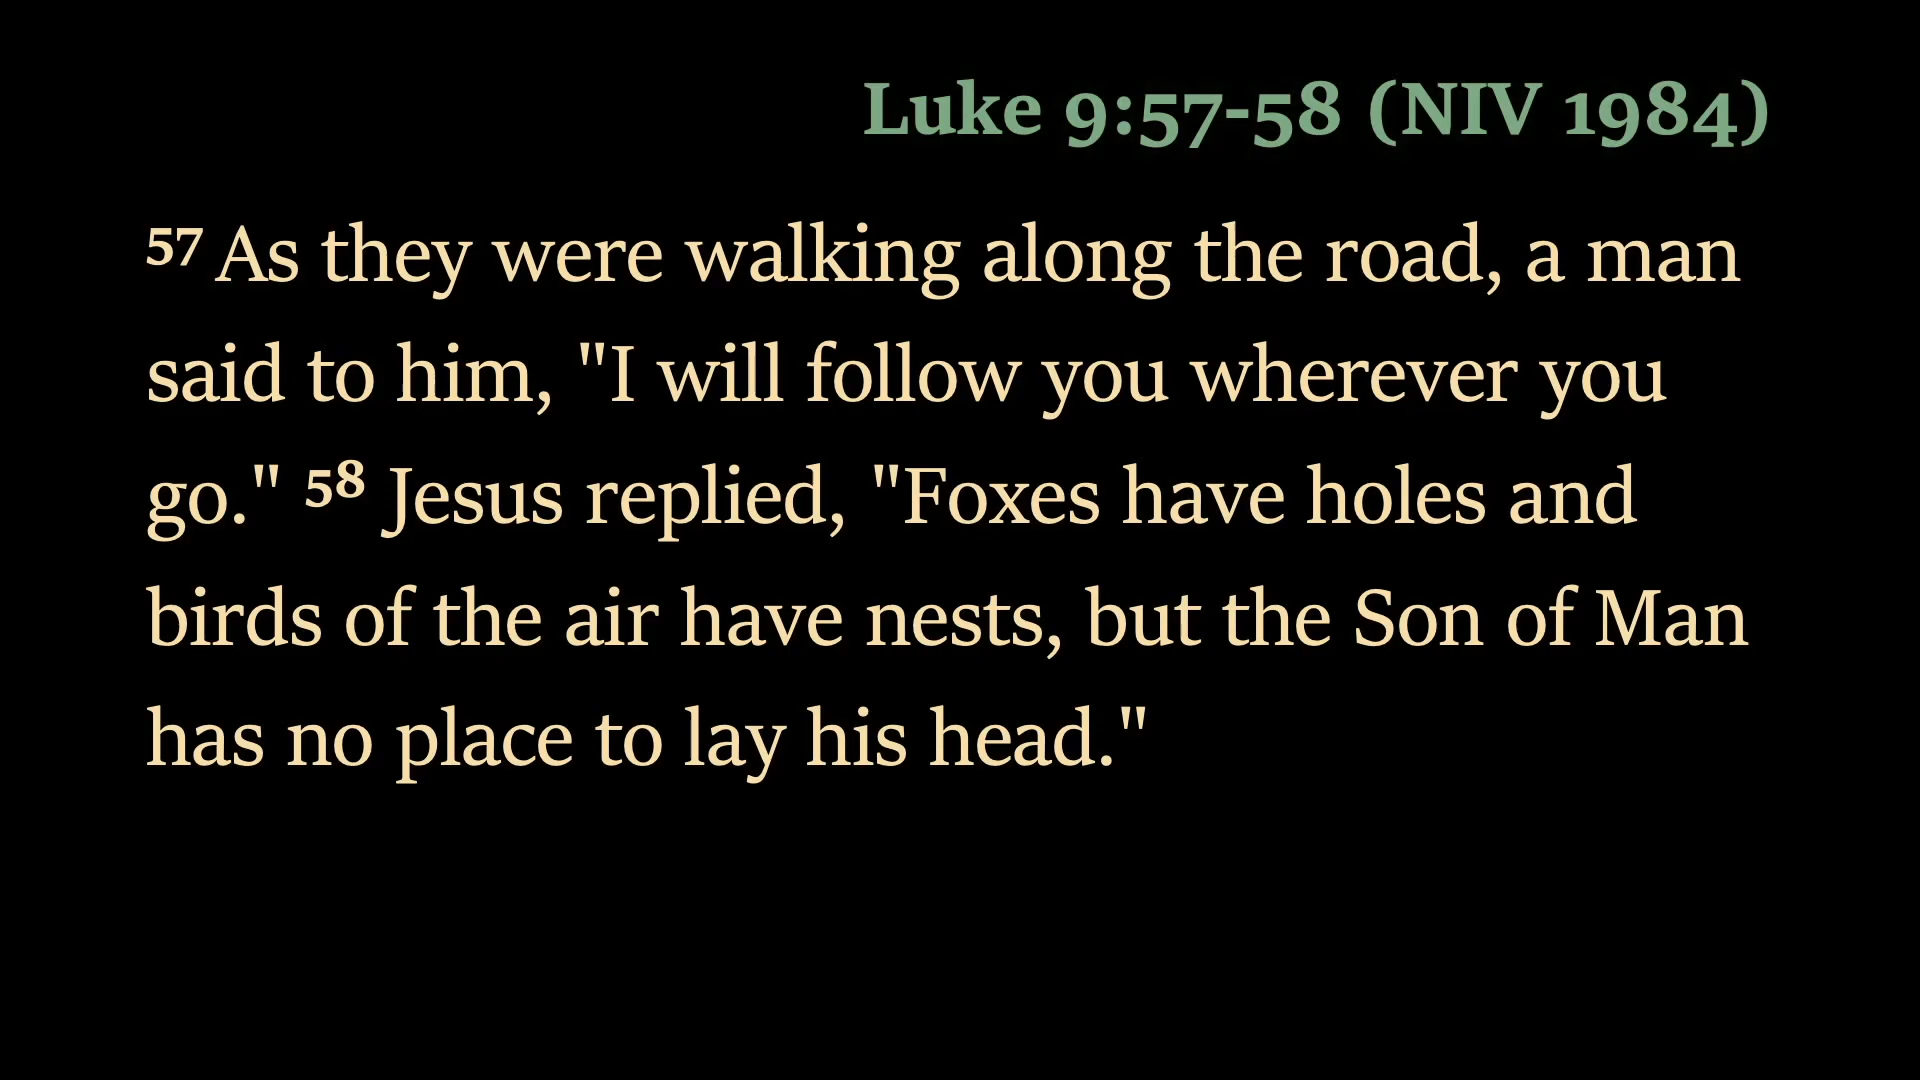 Luke 9:57-58 (NIV 1984)
57 As they were walking along the road, a man
said to him, "I will follow you wherever you
go." 58 Jesus replied, "Foxes have holes and
birds of the air have nests, but the Son of Man
has no place to lay his head."